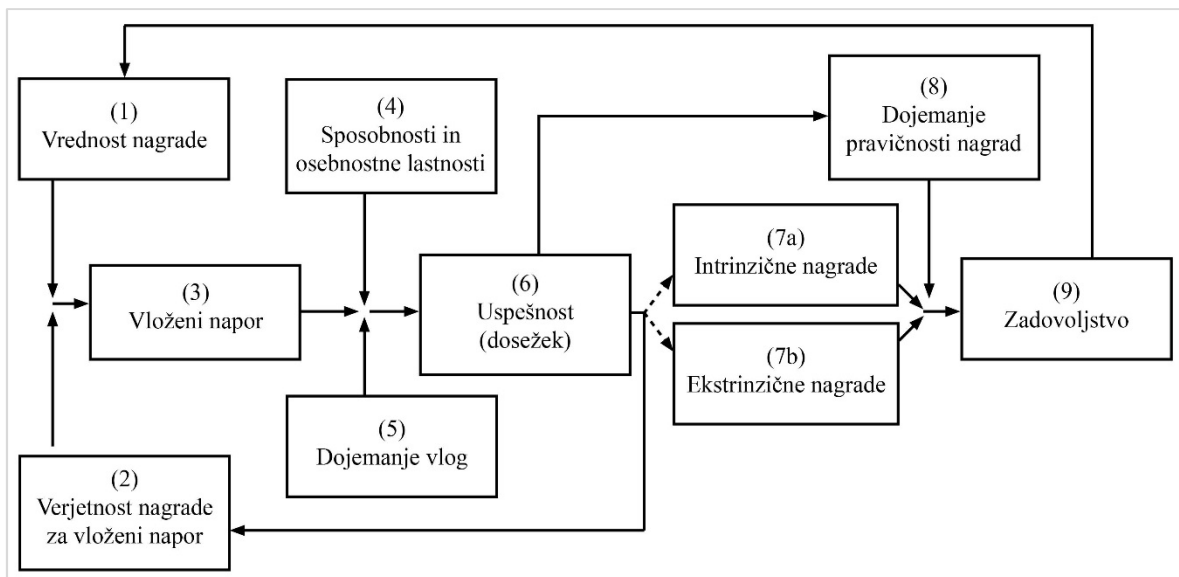 (1)
Vrednost nagrade
(4)
Sposobnosti in
osebnostne lastnosti
(8)
Dojemanje
pravičnosti nagrad
(3)
Vloženi napor
(6)
Uspešnost
(dosežek)
(7a)
Intrinzične nagrade
(7b)
Ekstrinzične nagrade
(9)
Zadovoljstvo
(5)
Dojemanje vlog
(2)
Verjetnost nagrade
za vloženi napor